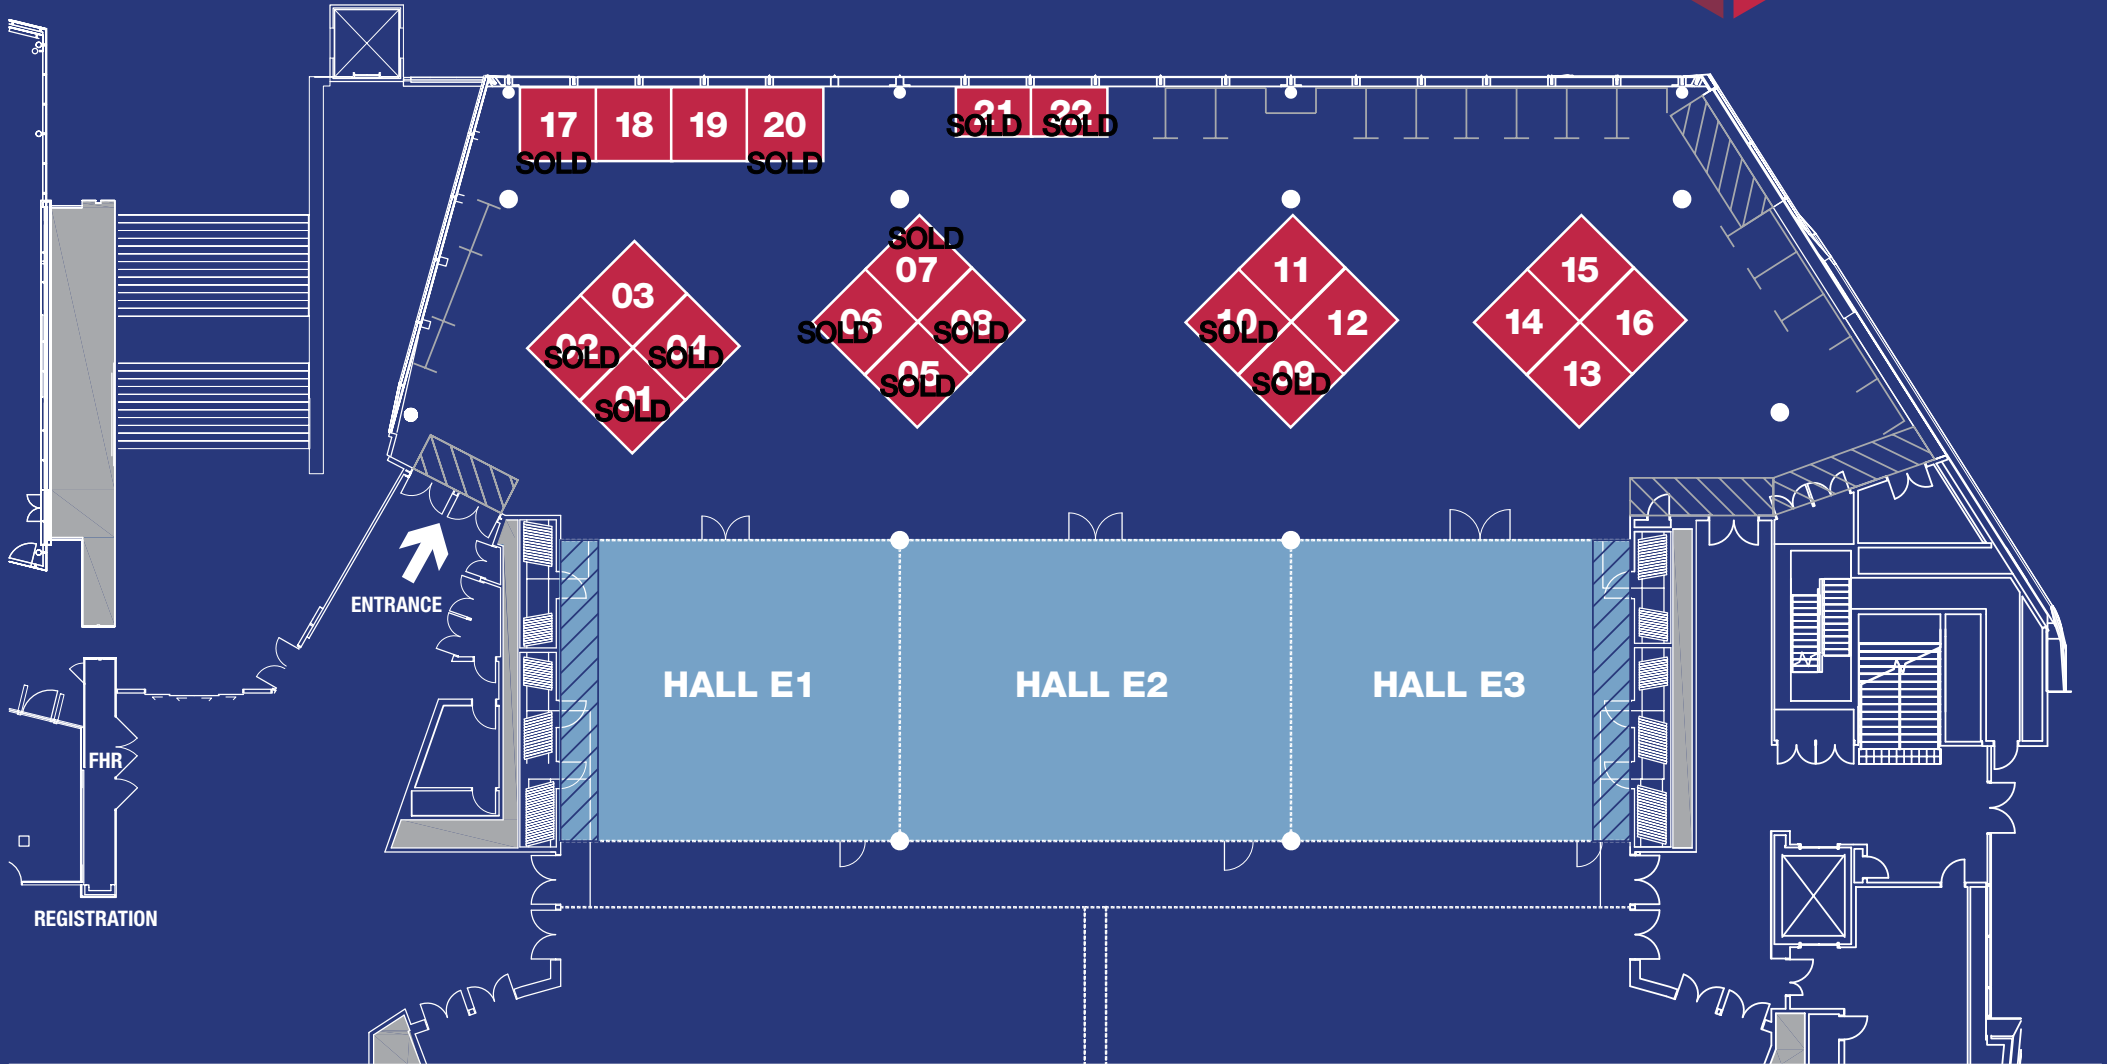 17 18 19 20 21 22
SOLD SOLD SOLD SOLD
03
02 04
SOLD SOLD
01
SOLD
SOLD
07
06 08
SOLD SOLD
05
SOLD
11
10 12
SOLD
09
SOLD
15
14 16
13
ENTRANCE
HALL E1 HALL E2 HALL E3
FHR
REGISTRATION